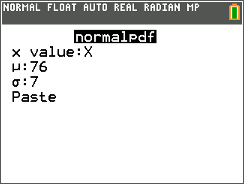 NORMAL FLOAT AUTO REAL RADIAN MP
normalpdf
x value:X
μ:76
σ:7
Paste